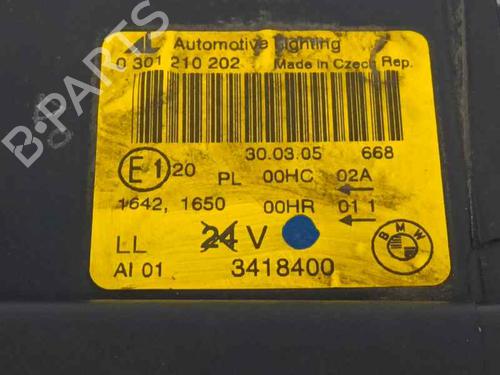 AL Automotive Lighting
0 301 210 202 Made in Czech Rep.
30.03.05 668
E1 20 PL 00HC 02A
1642, 1650 00HR 01 1
LL 24 V
BMW
AI 01 3418400
B-PARTS